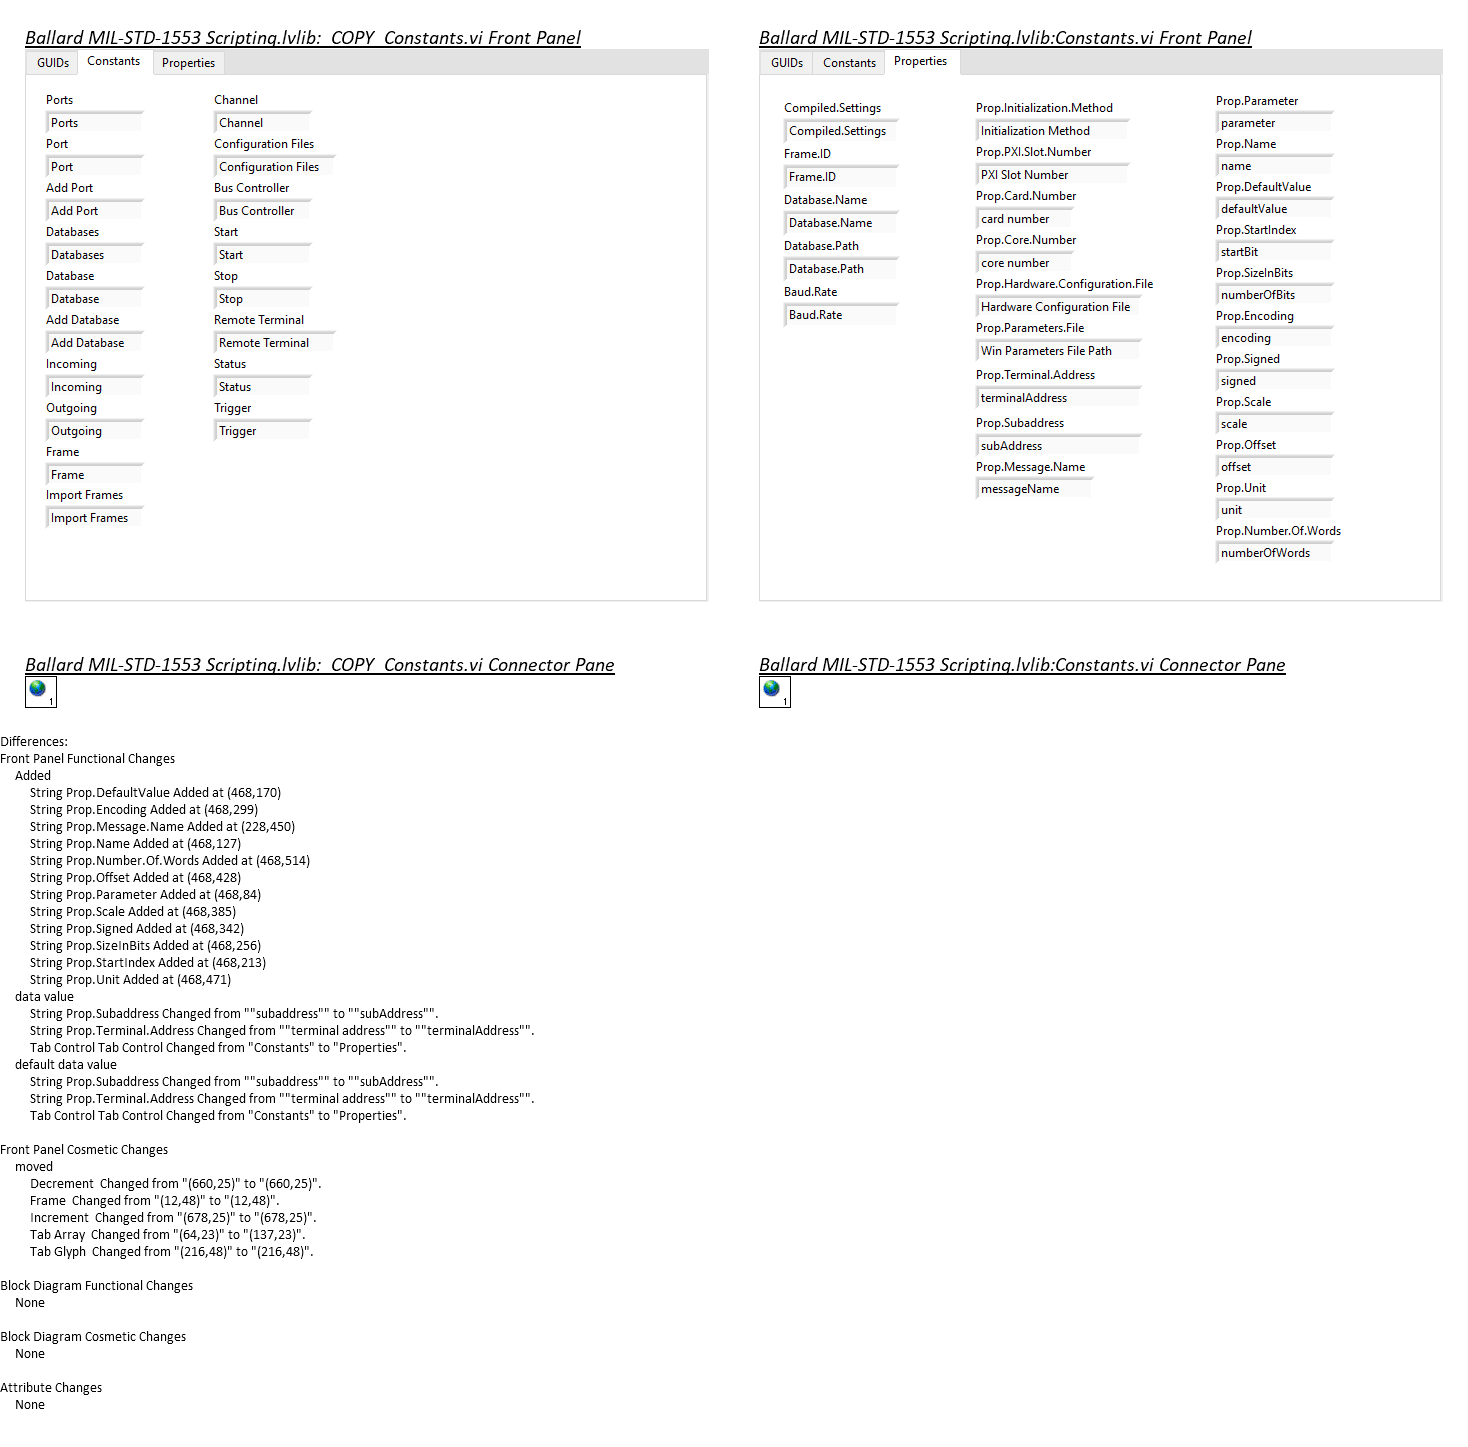 Ballard MIL-STD-1553 Scripting.lvlib:_COPY_Constants.vi Front Panel
GUIDs Constants Properties
Ports
Ports
Port
Port
Add Port
Add Port
Databases
Databases
Database
Database
Add Database
Add Database
Incoming
Incoming
Outgoing
Outgoing
Frame
Frame
Import Frames
Import Frames
Channel
Channel
Configuration Files
Configuration Files
Bus Controller
Bus Controller
Start
Start
Stop
Stop
Remote Terminal
Remote Terminal
Status
Status
Trigger
Trigger
Ballard MIL-STD-1553 Scripting.lvlib:Constants.vi Front Panel
GUIDs Constants Properties
Compiled.Settings
Compiled.Settings
Frame.ID
Frame.ID
Database.Name
Database.Name
Database.Path
Database.Path
Baud.Rate
Baud.Rate
Prop.Initialization.Method
Initialization Method
Prop.PXI.Slot.Number
PXI Slot Number
Prop.Card.Number
card number
Prop.Core.Number
core number
Prop.Hardware.Configuration.File
Hardware Configuration File
Prop.Parameters.File
Win Parameters File Path
Prop.Terminal.Address
terminalAddress
Prop.Subaddress
subAddress
Prop.Message.Name
messageName
Prop.Parameter
parameter
Prop.Name
name
Prop.DefaultValue
defaultValue
Prop.StartIndex
startBit
Prop.SizeInBits
numberOfBits
Prop.Encoding
encoding
Prop.Signed
signed
Prop.Scale
scale
Prop.Offset
offset
Prop.Unit
unit
Prop.Number.Of.Words
numberOfWords
Ballard MIL-STD-1553 Scripting.lvlib:_COPY_Constants.vi Connector Pane
1
Ballard MIL-STD-1553 Scripting.lvlib:Constants.vi Connector Pane
1
Differences:
Front Panel Functional Changes
Added
String Prop.DefaultValue Added at (468,170)
String Prop.Encoding Added at (468,299)
String Prop.Message.Name Added at (228,450)
String Prop.Name Added at (468,127)
String Prop.Number.Of.Words Added at (468,514)
String Prop.Offset Added at (468,428)
String Prop.Parameter Added at (468,84)
String Prop.Scale Added at (468,385)
String Prop.Signed Added at (468,342)
String Prop.SizeInBits Added at (468,256)
String Prop.StartIndex Added at (468,213)
String Prop.Unit Added at (468,471)
data value
String Prop.Subaddress Changed from ""subaddress"" to ""subAddress"".
String Prop.Terminal.Address Changed from ""terminal address"" to ""terminalAddress"".
Tab Control Tab Control Changed from "Constants" to "Properties".
default data value
String Prop.Subaddress Changed from ""subaddress"" to ""subAddress"".
String Prop.Terminal.Address Changed from ""terminal address"" to ""terminalAddress"".
Tab Control Tab Control Changed from "Constants" to "Properties".
Front Panel Cosmetic Changes
moved
Decrement  Changed from "(660,25)" to "(660,25)".
Frame  Changed from "(12,48)" to "(12,48)".
Increment  Changed from "(678,25)" to "(678,25)".
Tab Array  Changed from "(64,23)" to "(137,23)".
Tab Glyph  Changed from "(216,48)" to "(216,48)".
Block Diagram Functional Changes
None
Block Diagram Cosmetic Changes
None
Attribute Changes
None